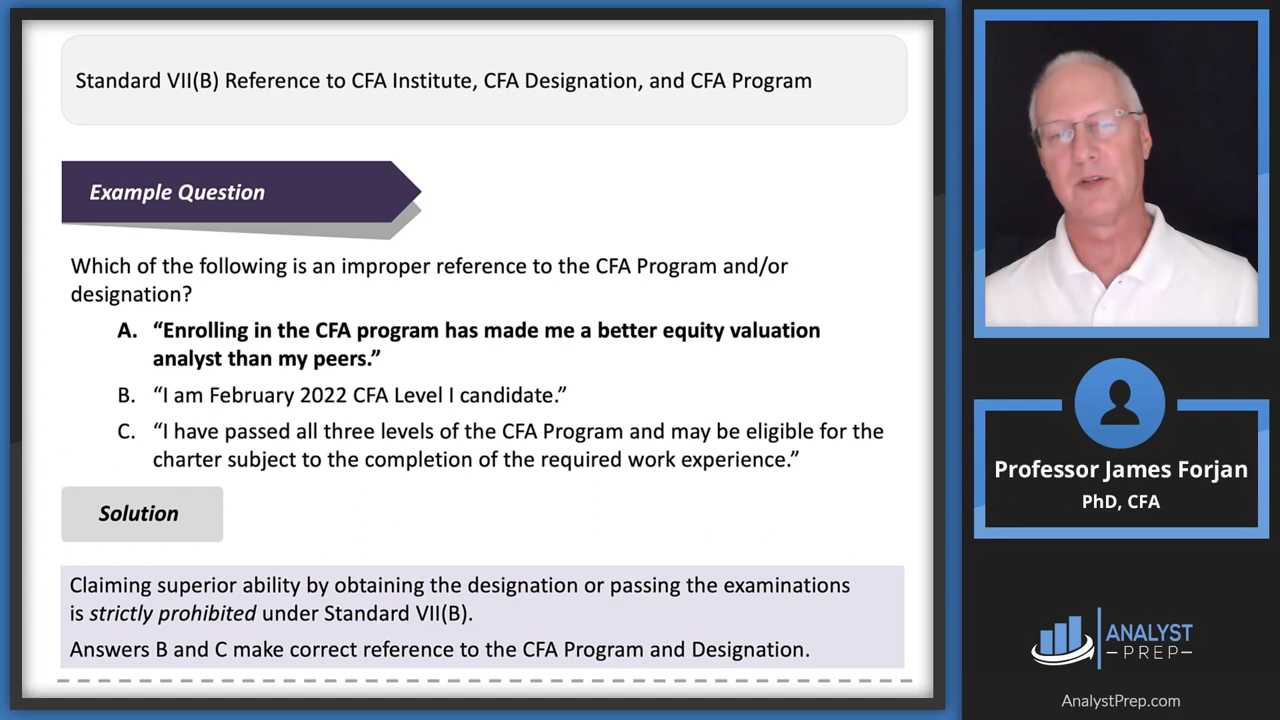 Standard VII(B) Reference to CFA Institute, CFA Designation, and CFA Program
Example Question
Which of the following is an improper reference to the CFA Program and/or
designation?
A. “Enrolling in the CFA program has made me a better equity valuation
analyst than my peers.”
B. “I am February 2022 CFA Level I candidate.”
C. “I have passed all three levels of the CFA Program and may be eligible for the
charter subject to the completion of the required work experience.”
Solution
Claiming superior ability by obtaining the designation or passing the examinations
is strictly prohibited under Standard VII(B).
Answers B and C make correct reference to the CFA Program and Designation.
Professor James Forjan
PhD, CFA
ANALYST
PREP
AnalystPrep.com